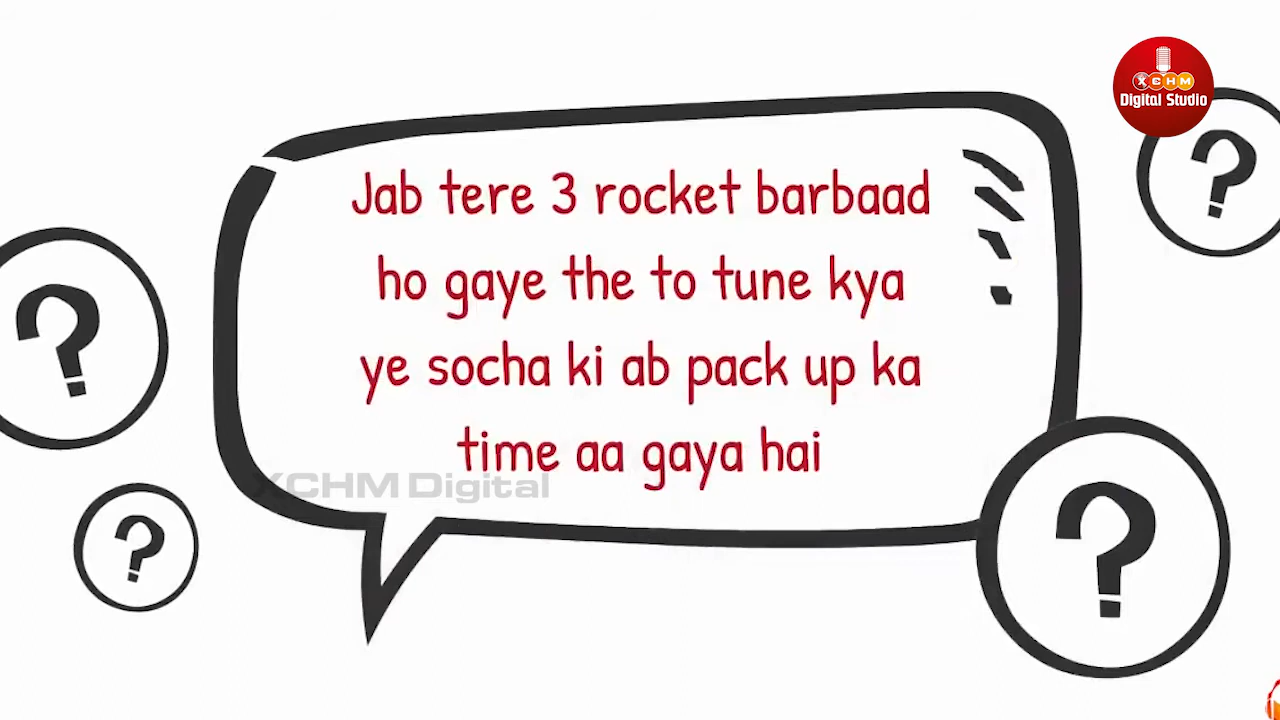 XCHM
Digital Studio
Jab tere 3 rocket barbaad
ho gaye the to tune kya
ye socha ki ab pack up ka
time aa gaya hai
XCHM Digital
?
?
?
?